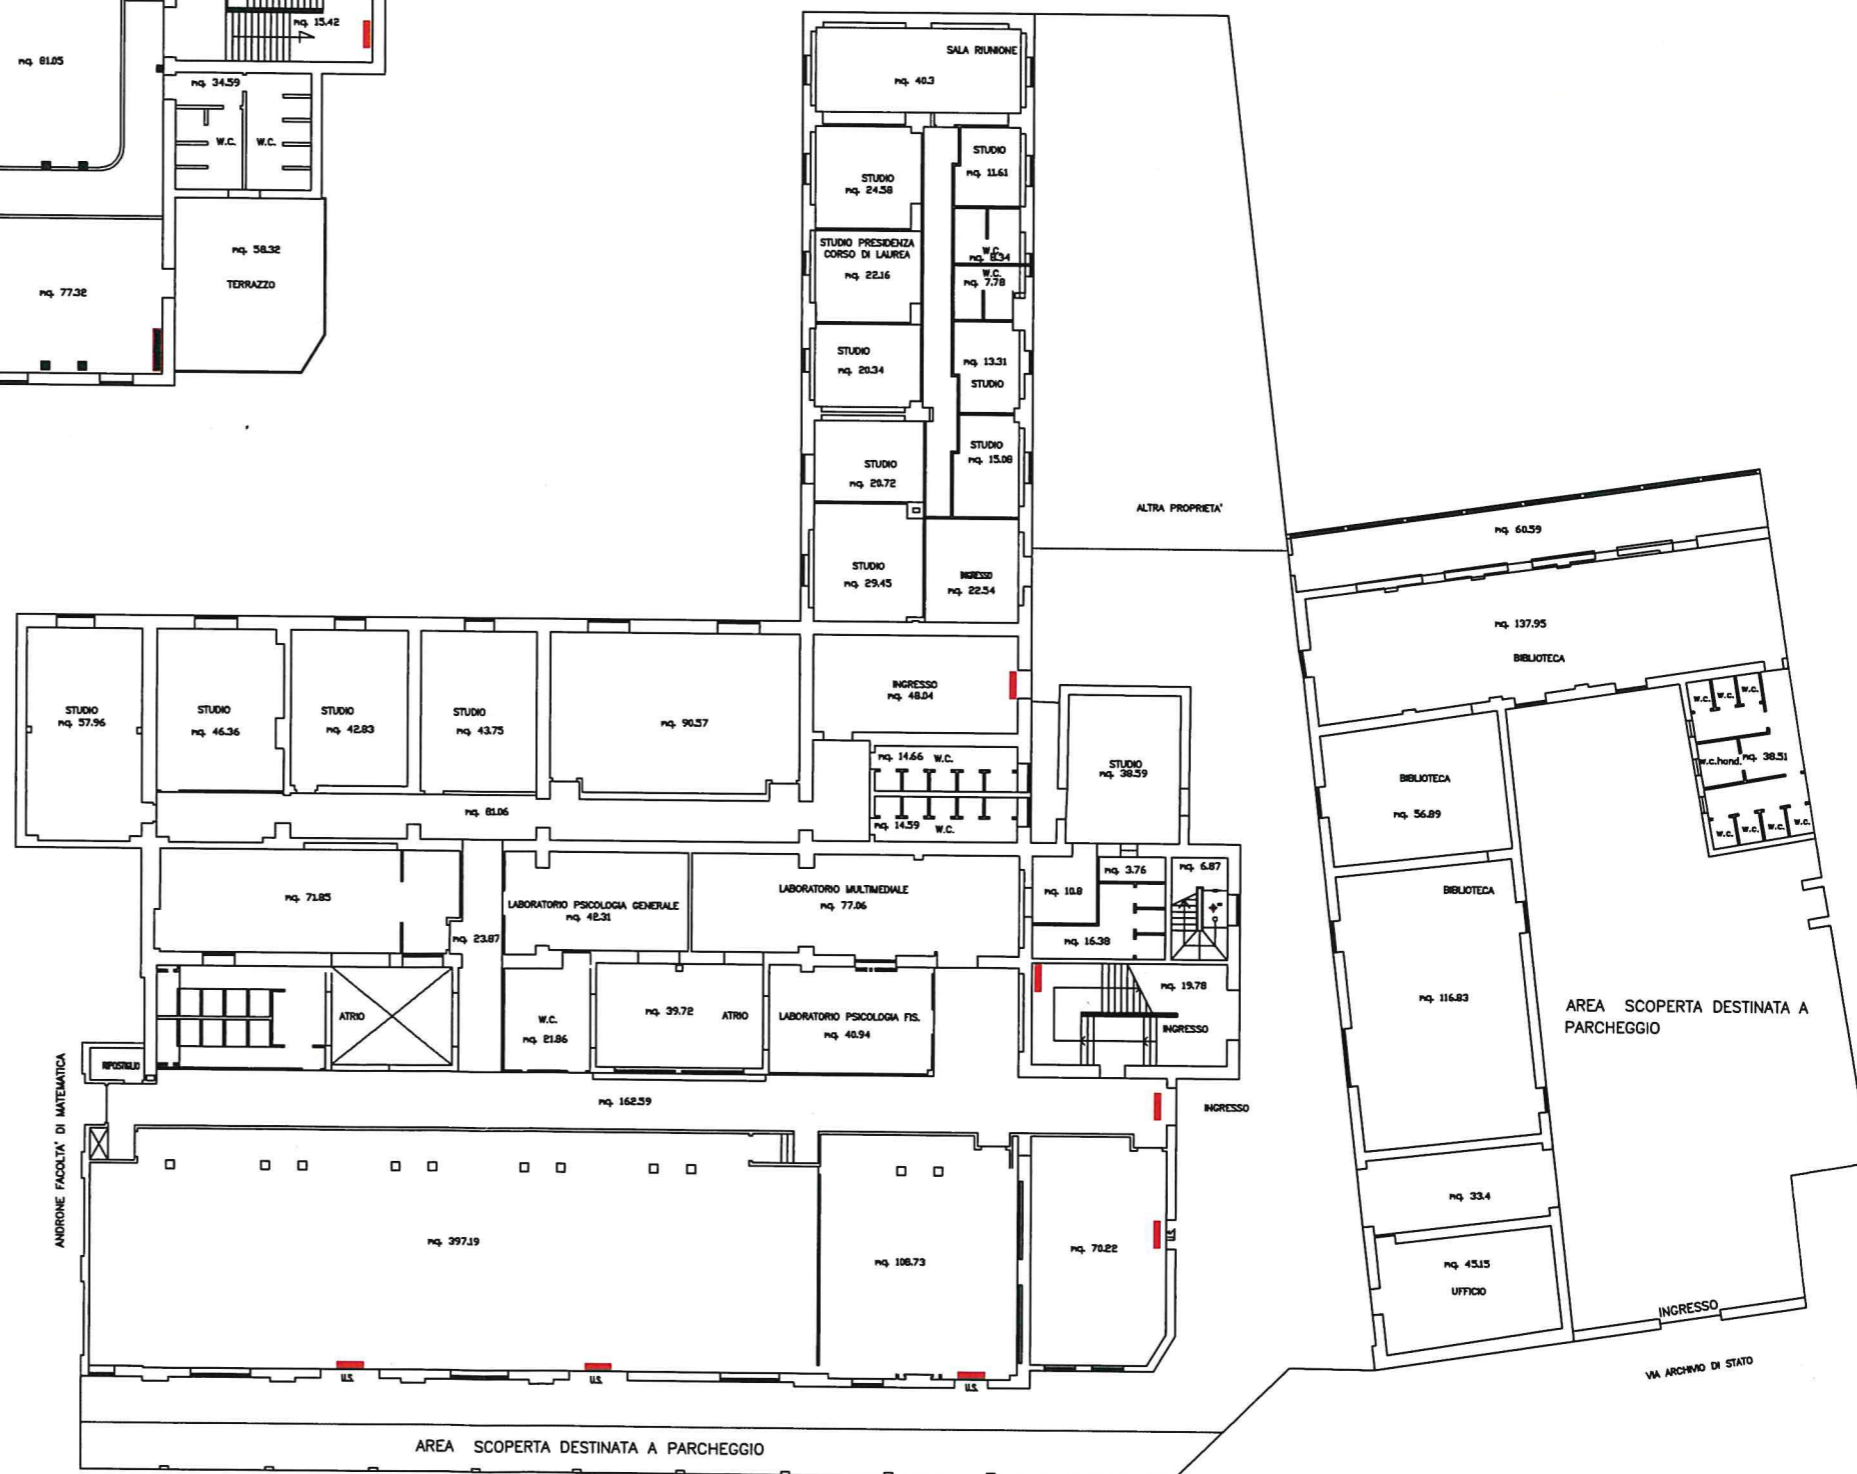 mq. 15.42
mq. 81.05
mq. 34.59
W.C.
W.C.
mq. 58.32
TERRAZZO
mq. 77.32
SALA RIUNIONE
mq. 40.3
STUDIO
mq. 24.58
STUDIO
mq. 11.61
STUDIO PRESIDENZA
CORSO DI LAUREA
mq. 22.16
W.C.
mq. 8.34
W.C.
mq. 7.78
STUDIO
mq. 20.34
mq. 13.31
STUDIO
STUDIO
mq. 20.72
STUDIO
mq. 15.08
STUDIO
mq. 29.45
INGRESSO
mq. 22.54
ALTRA PROPRIETA'
mq. 60.59
mq. 137.95
BIBLIOTECA
STUDIO
mq. 57.96
STUDIO
mq. 46.36
STUDIO
mq. 42.83
STUDIO
mq. 43.75
mq. 90.57
INGRESSO
mq. 48.04
mq. 14.66 W.C.
mq. 14.59 W.C.
mq. 81.06
STUDIO
mq. 38.59
BIBLIOTECA
mq. 56.89
W.C. W.C. W.C.
w.c.hand. mq. 38.51
W.C. W.C. W.C. W.C.
mq. 71.85
mq. 23.87
LABORATORIO PSICOLOGIA GENERALE
mq. 42.31
LABORATORIO MULTIMEDIALE
mq. 77.06
mq. 10.8
mq. 3.76
mq. 6.87
mq. 16.38
BIBLIOTECA
mq. 116.83
ATRIO
W.C.
mq. 21.86
mq. 39.72
ATRIO
LABORATORIO PSICOLOGIA FIS.
mq. 40.94
mq. 19.78
INGRESSO
AREA SCOPERTA DESTINATA A
PARCHEGGIO
RIPOSTIGLIO
ANDRONE FACOLTA' DI MATEMATICA
mq. 162.59
INGRESSO
mq. 397.19
mq. 108.73
mq. 70.22
U.S.
mq. 33.4
mq. 45.15
UFFICIO
INGRESSO
VIA ARCHIVIO DI STATO
U.S.
U.S.
U.S.
AREA SCOPERTA DESTINATA A PARCHEGGIO